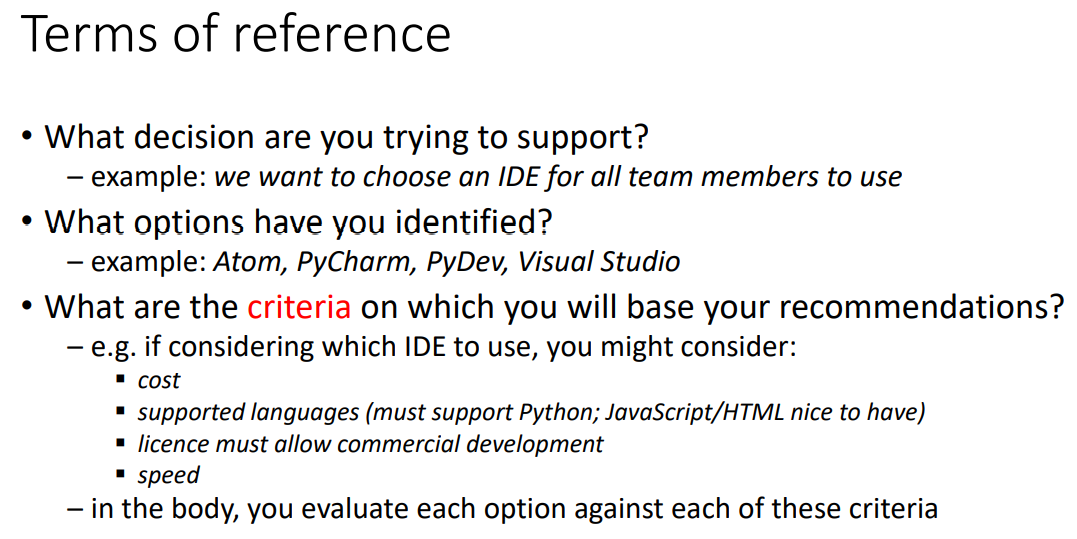 Terms of reference
• What decision are you trying to support?
– example: we want to choose an IDE for all team members to use
• What options have you identified?
– example: Atom, PyCharm, PyDev, Visual Studio
• What are the criteria on which you will base your recommendations?
– e.g. if considering which IDE to use, you might consider:
▪ cost
▪ supported languages (must support Python; JavaScript/HTML nice to have)
▪ licence must allow commercial development
▪ speed
– in the body, you evaluate each option against each of these criteria